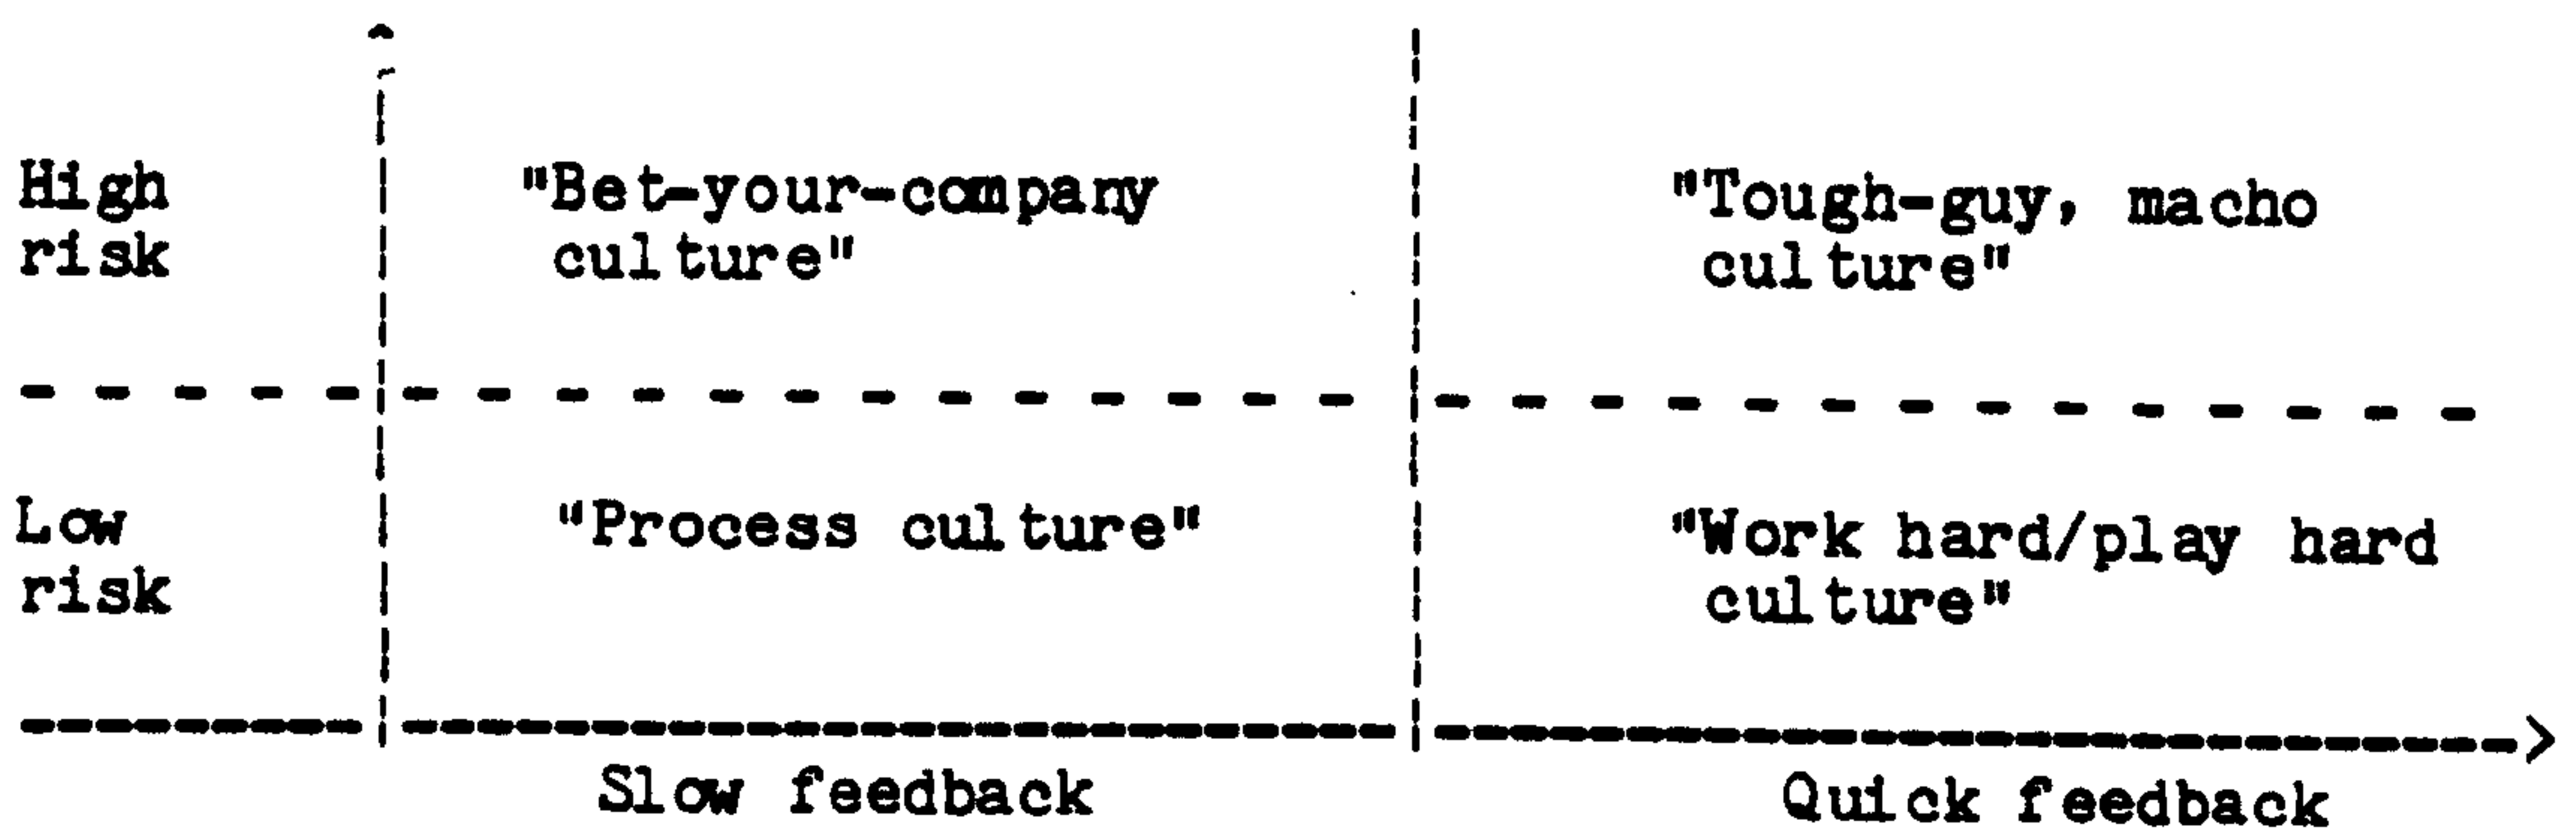 High
risk
"Bet-your-company
culture"
"Tough-guy, macho
culture"
Low
risk
"Process culture"
"Work hard/play hard
culture"
Slow feedback
Quick feedback